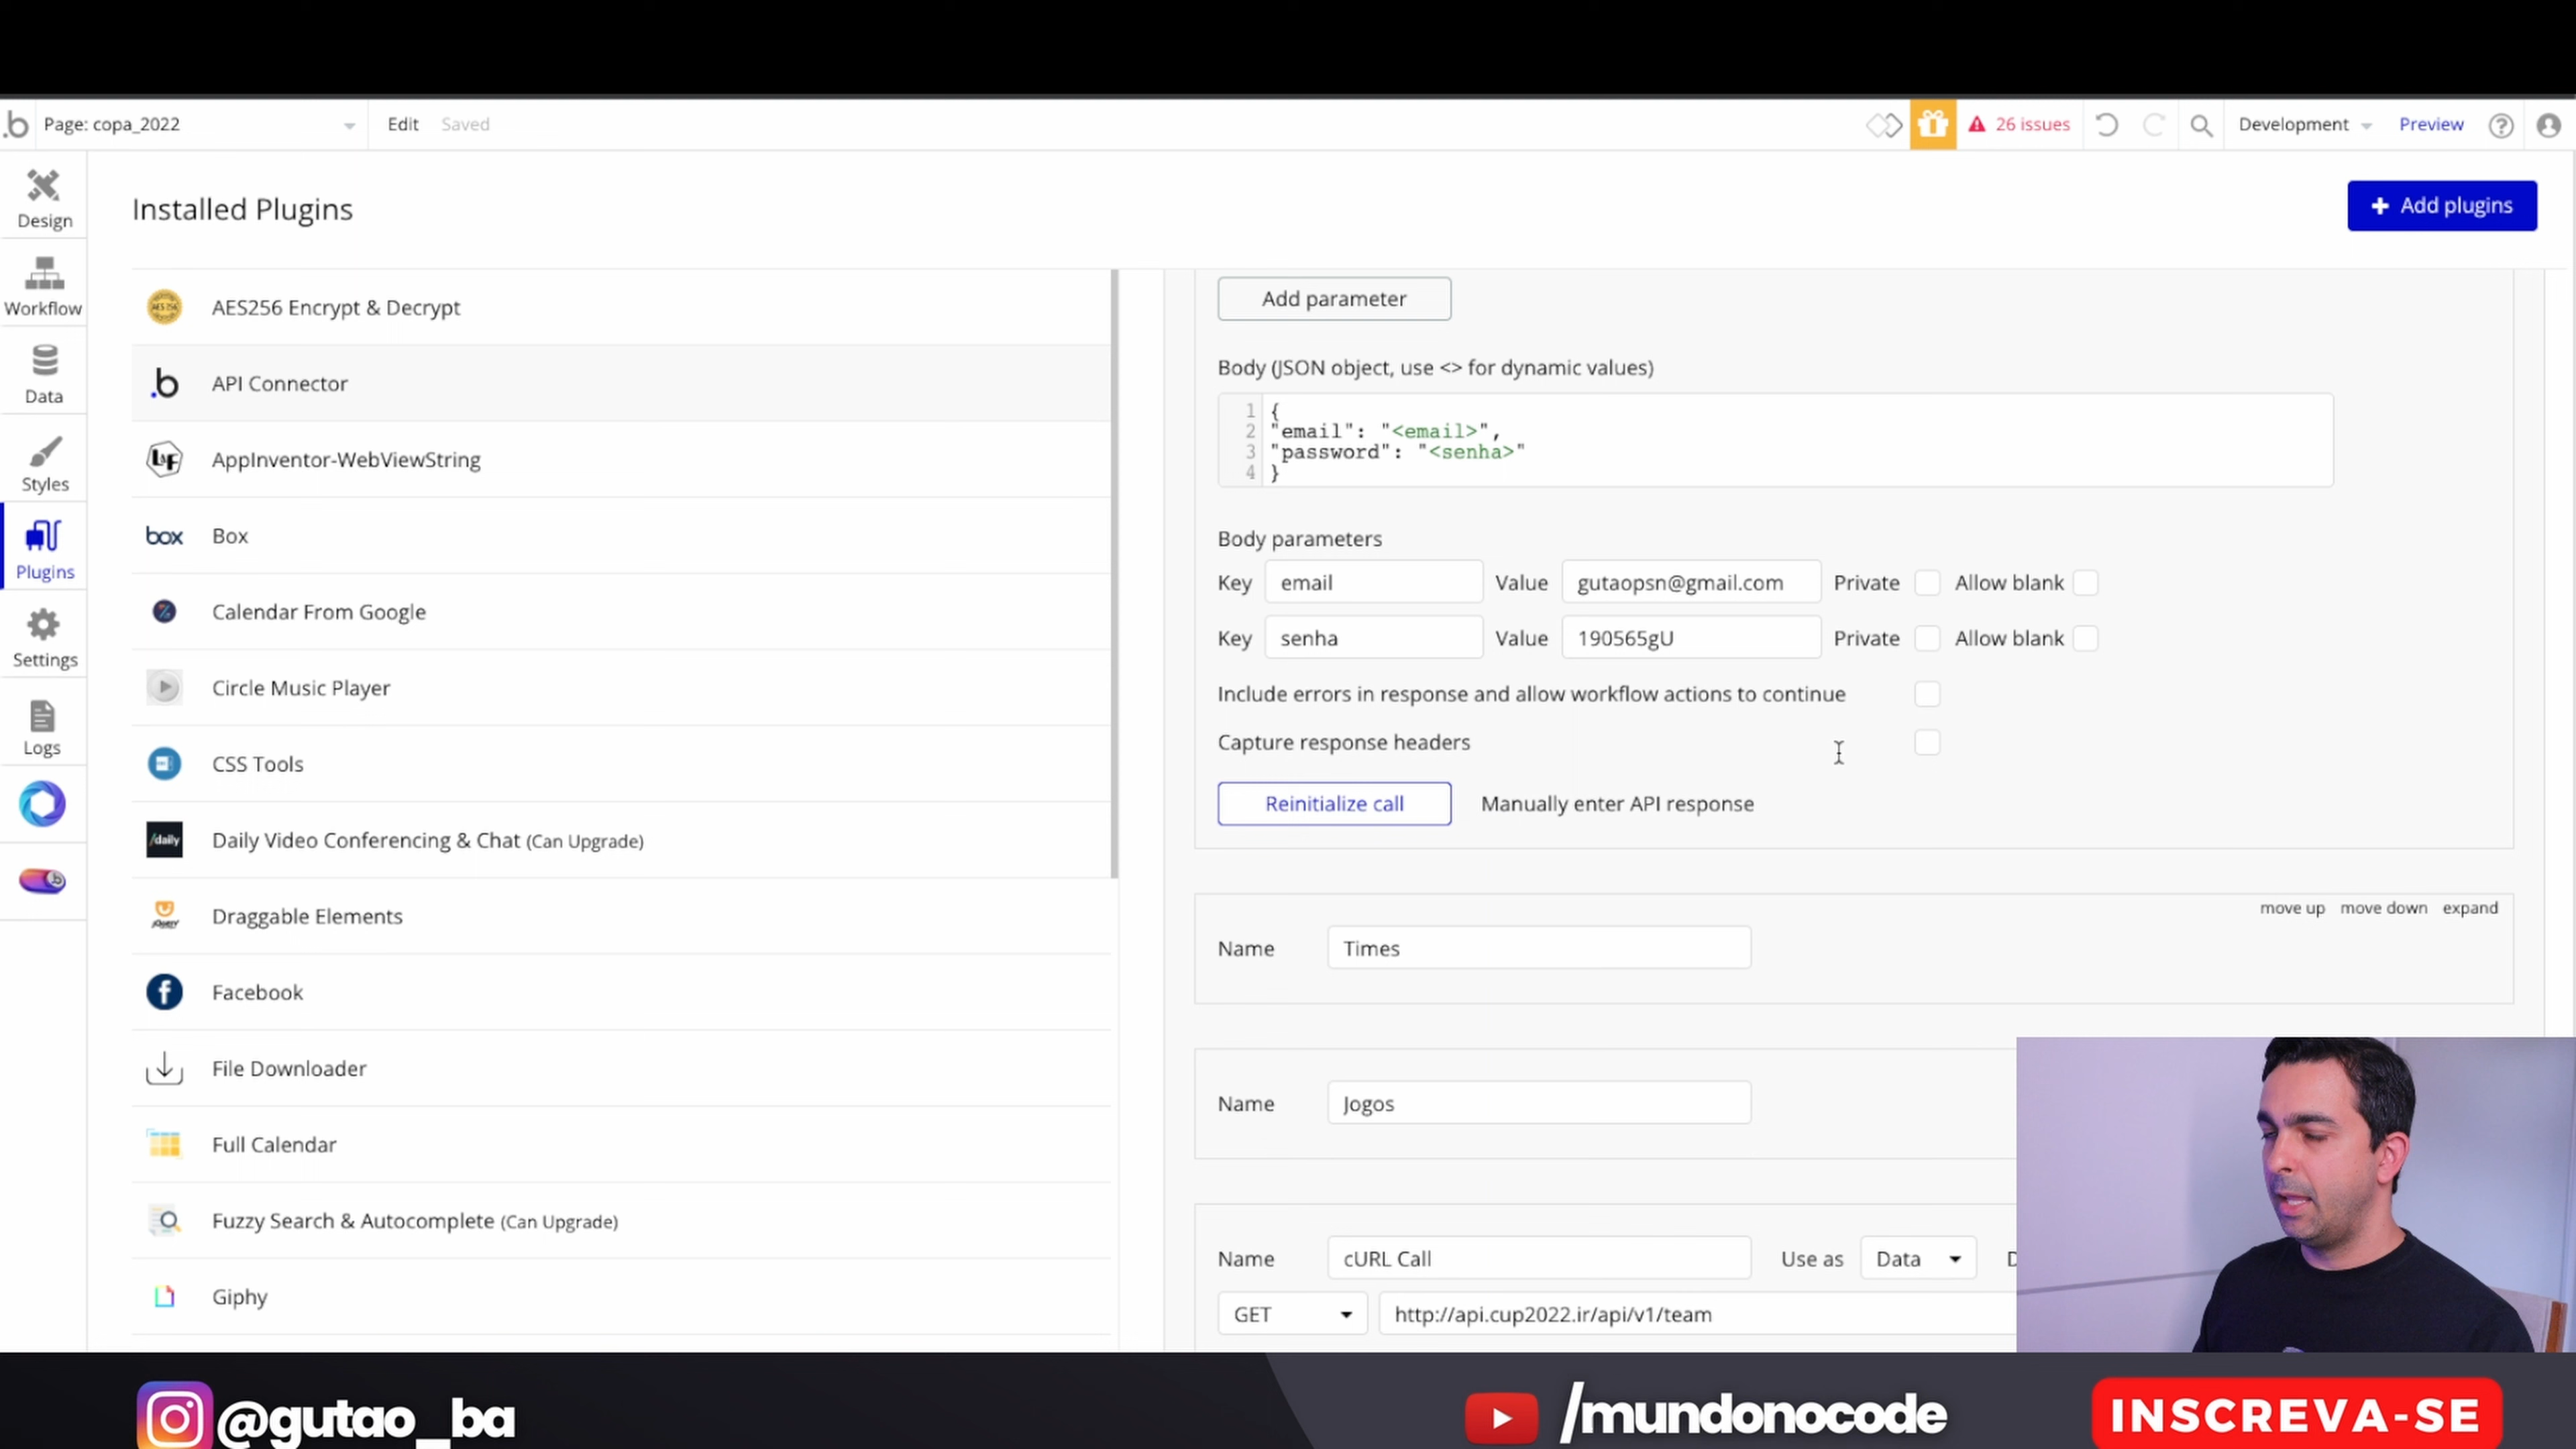 Page: copa_2022
Edit
Saved
26 issues
Development
Preview
Design
Workflow
Data
Styles
Plugins
Settings
Logs
Installed Plugins
+ Add plugins
AES256 Encrypt & Decrypt
API Connector
AppInventor-WebViewString
box Box
Calendar From Google
Circle Music Player
CSS Tools
/daily Daily Video Conferencing & Chat (Can Upgrade)
Draggable Elements
Facebook
File Downloader
Full Calendar
Fuzzy Search & Autocomplete (Can Upgrade)
Giphy
Add parameter
Body (JSON object, use <> for dynamic values)
1 {
2 "email": "<email>",
3 "password": "<senha>"
4 }
Body parameters
Key email Value gutaopsn@gmail.com Private Allow blank
Key senha Value 190565gU Private Allow blank
Include errors in response and allow workflow actions to continue
Capture response headers
Reinitialize call Manually enter API response
move up move down expand
Name Times
Name Jogos
Name cURL Call Use as Data
GET http://api.cup2022.ir/api/v1/team
@gutao_ba
/mundonocode
INSCREVA-SE